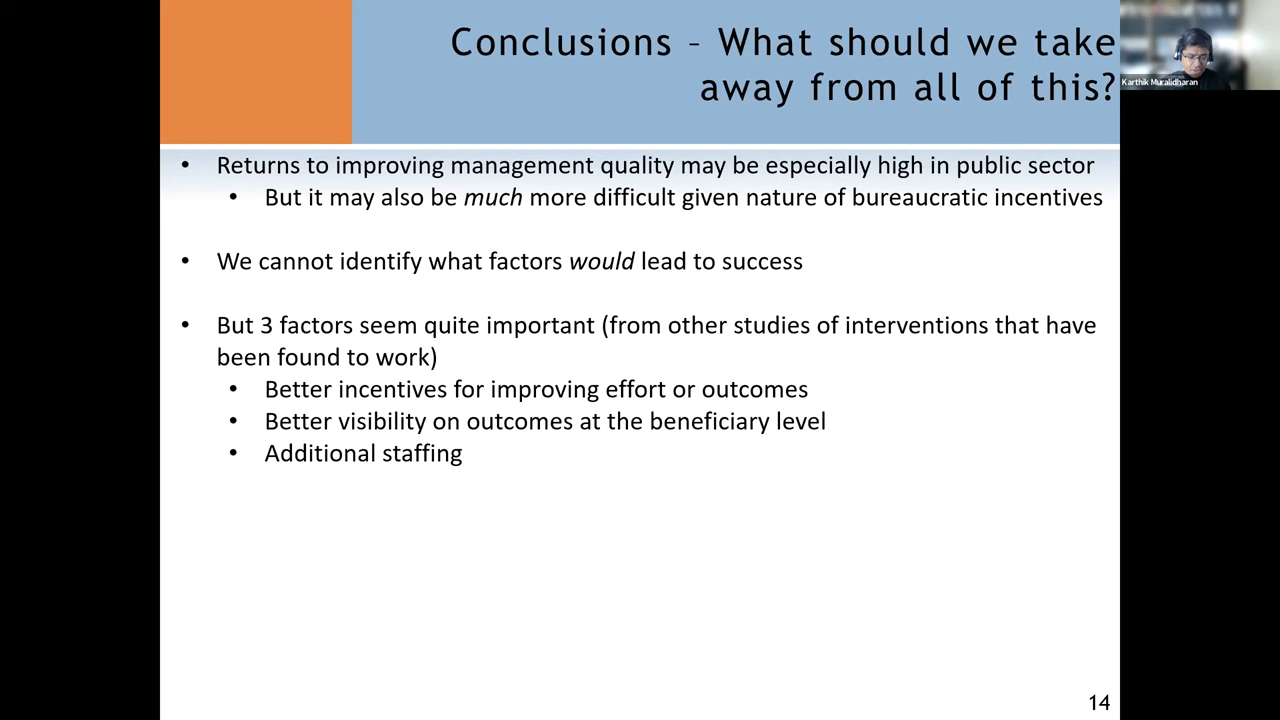 Conclusions – What should we take
away from all of this?
Karthik Muralidharan
• Returns to improving management quality may be especially high in public sector
• But it may also be much more difficult given nature of bureaucratic incentives
• We cannot identify what factors would lead to success
• But 3 factors seem quite important (from other studies of interventions that have
been found to work)
• Better incentives for improving effort or outcomes
• Better visibility on outcomes at the beneficiary level
• Additional staffing
14